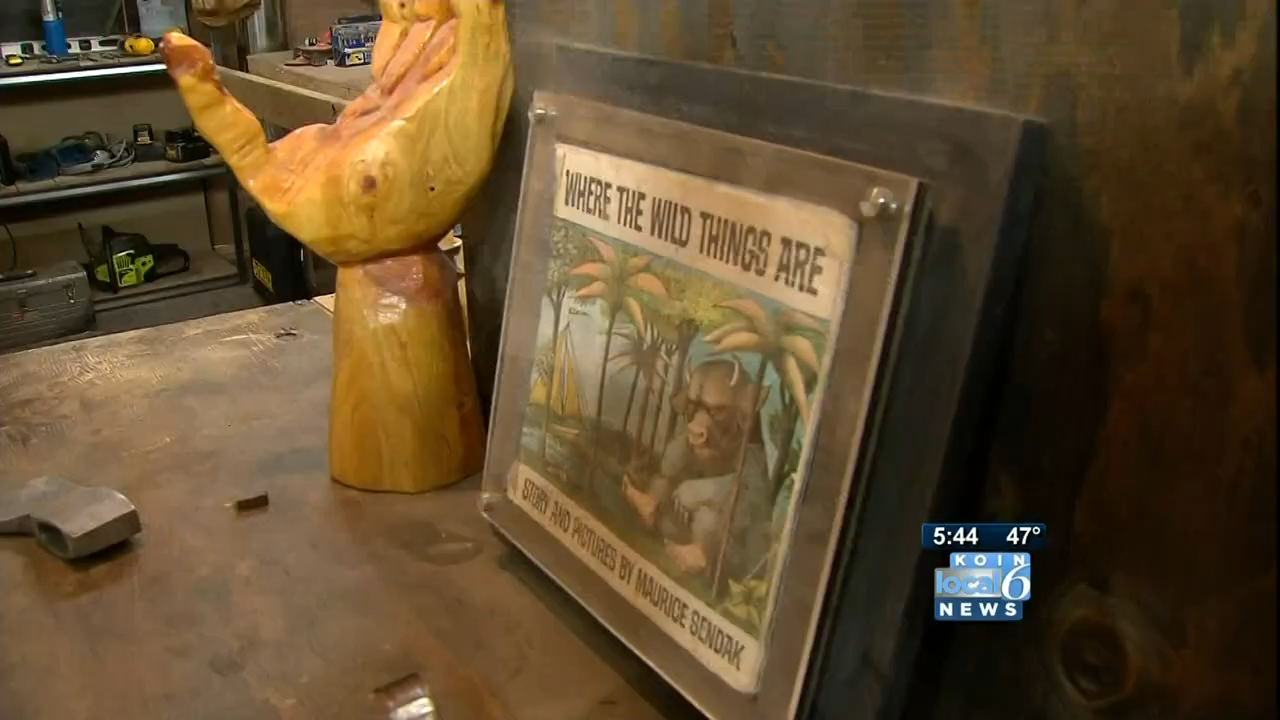 WHERE THE WILD THINGS ARE
STORY AND PICTURES BY MAURICE SENDAK
5:44 47°
KOIN
local 6
NEWS